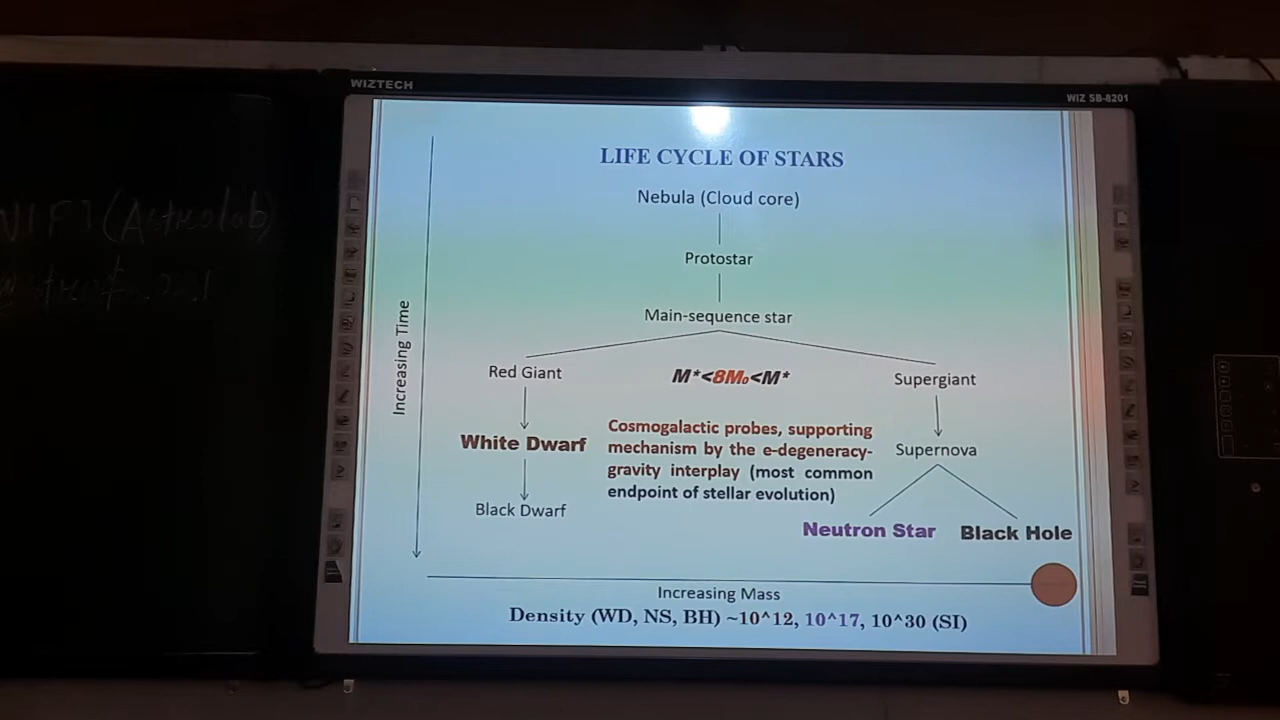 WIZTECH
WIZ SB-8201
LIFE CYCLE OF STARS
Nebula (Cloud core)
Protostar
Main-sequence star
Increasing Time
Red Giant
M*<8M₀<M*
Supergiant
White Dwarf
Cosmogalactic probes, supporting
mechanism by the e-degeneracy-
gravity interplay (most common
endpoint of stellar evolution)
Supernova
Black Dwarf
Neutron Star
Black Hole
Increasing Mass
Density (WD, NS, BH) ~10^12, 10^17, 10^30 (SI)
(Astrolab)